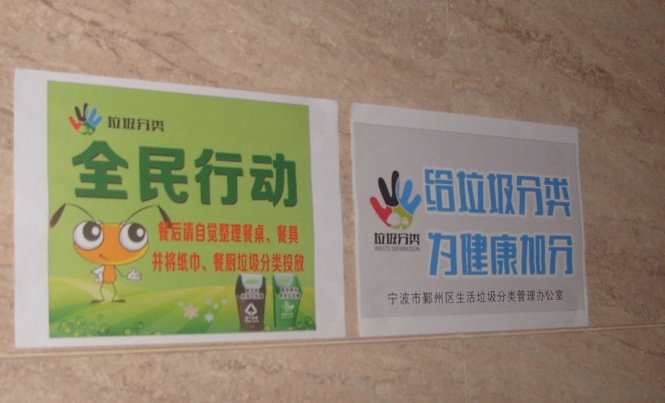 垃圾分类
全民行动
餐后请自觉整理餐桌、餐具
并将纸巾、餐厨垃圾分类投放
给垃圾分类
为健康加分
垃圾分类
WASTE SEPARATION
宁波市鄞州区生活垃圾分类管理办公室